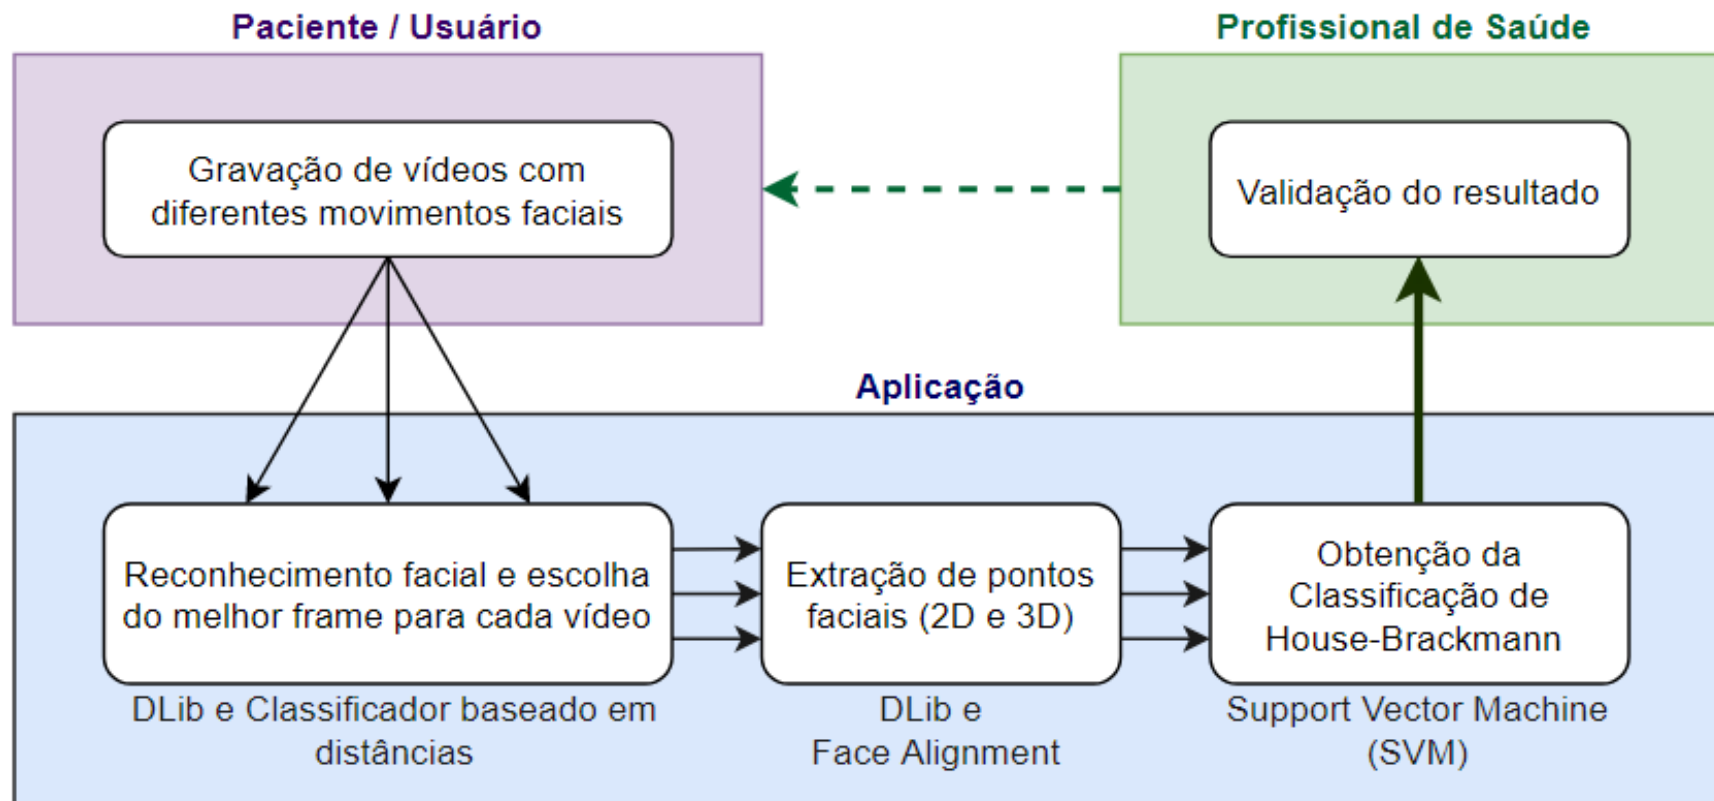 Paciente / Usuário
Profissional de Saúde
Gravação de vídeos com
diferentes movimentos faciais
Validação do resultado
Aplicação
Reconhecimento facial e escolha
do melhor frame para cada vídeo
DLib e Classificador baseado em
distâncias
Extração de pontos
faciais (2D e 3D)
DLib e
Face Alignment
Obtenção da
Classificação de
House-Brackmann
Support Vector Machine
(SVM)